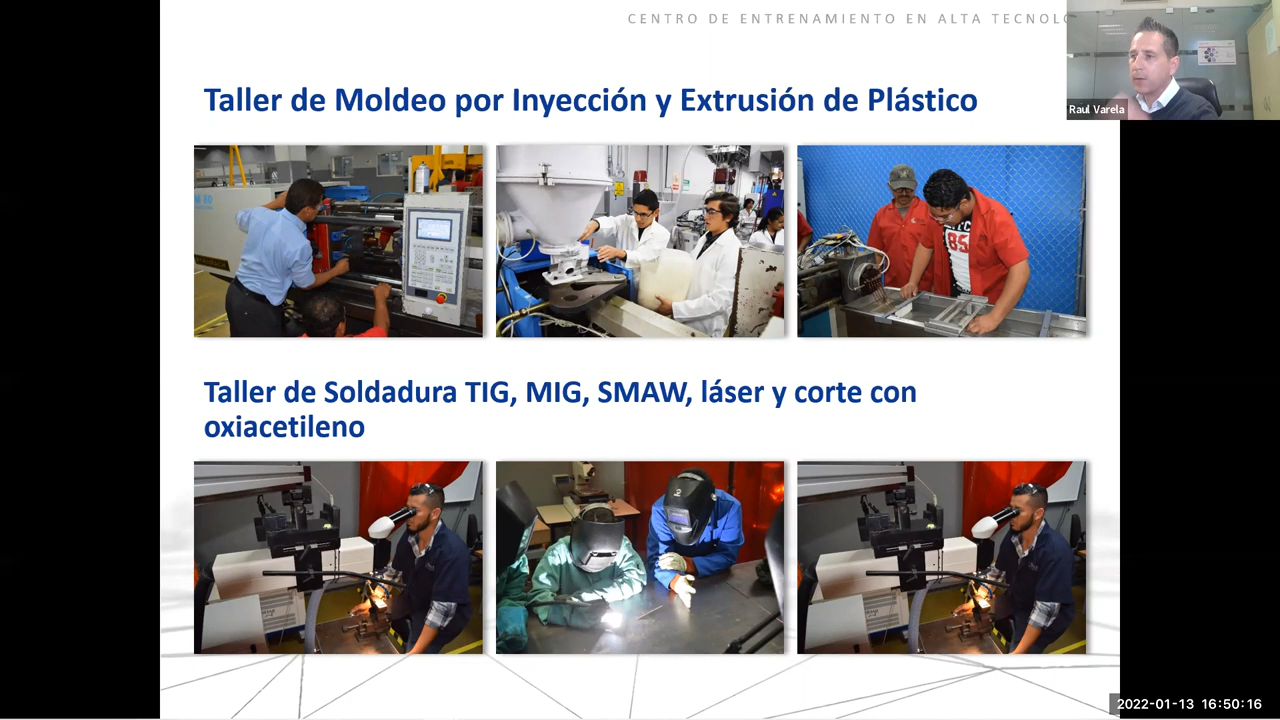 CENTRO DE ENTRENAMIENTO EN ALTA
Raul Varela
Taller de Moldeo por Inyección y Extrusión de Plástico
Taller de Soldadura TIG, MIG, SMAW, láser y corte con
oxiacetileno
2022-01-13 16:50:16